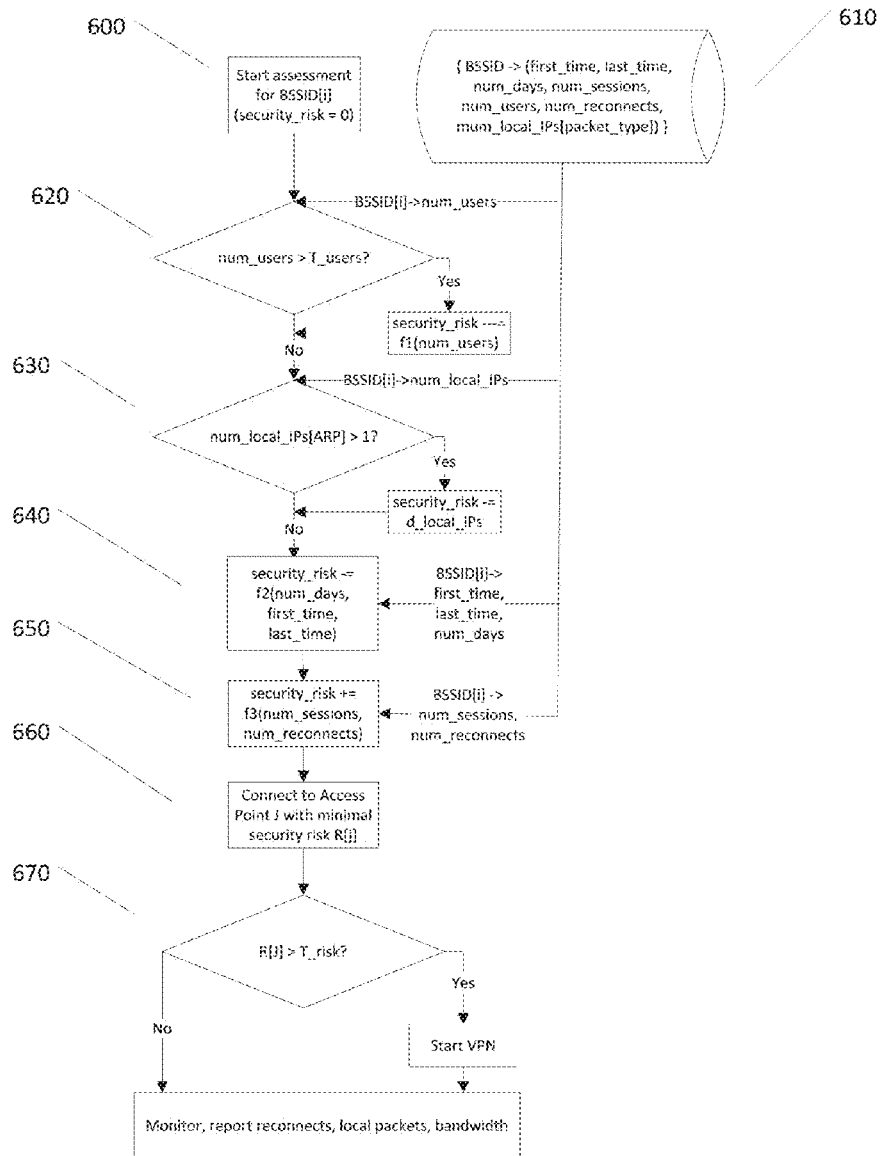 600
610
Start assessment
for BSSID[i]
(security_risk = 0)
{ BSSID -> (first_time, last_time,
num_days, num_sessions,
num_users, num_reconnects,
mum_local_IPs[packet_type]) }
620
BSSID[i]->num_users
num_users > T_users?
Yes
security_risk -=
f1(num_users)
No
630
BSSID[i]->num_local_IPs
num_local_IPs[ARP] > 1?
Yes
security_risk -=
d_local_IPs
No
640
security_risk -=
f2(num_days,
first_time,
last_time)
BSSID[i]->
first_time,
last_time,
num_days
650
security_risk +=
f3(num_sessions,
num_reconnects)
BSSID[i] ->
num_sessions,
num_reconnects
660
Connect to Access
Point J with minimal
security risk R[j]
670
R[J] > T_risk?
Yes
No
Start VPN
Monitor, report reconnects, local packets, bandwidth